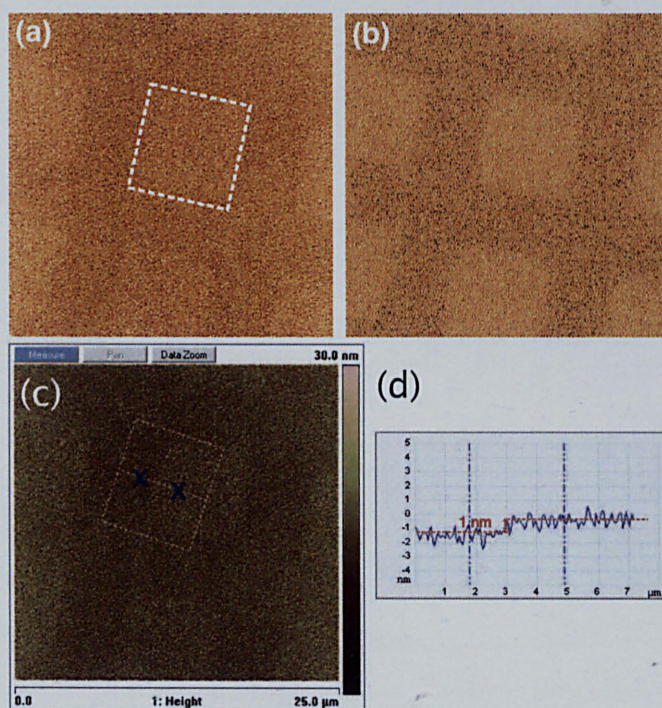 (a)
(b)
Measure Pan Data Zoom 30.0 nm
(c)
X X
0.0 1: Height 25.0 µm
(d)
5
4
3
2
1
0
-1
-2
-3
-4
nm
1 nm
1 2 3 4 5 6 7 µm